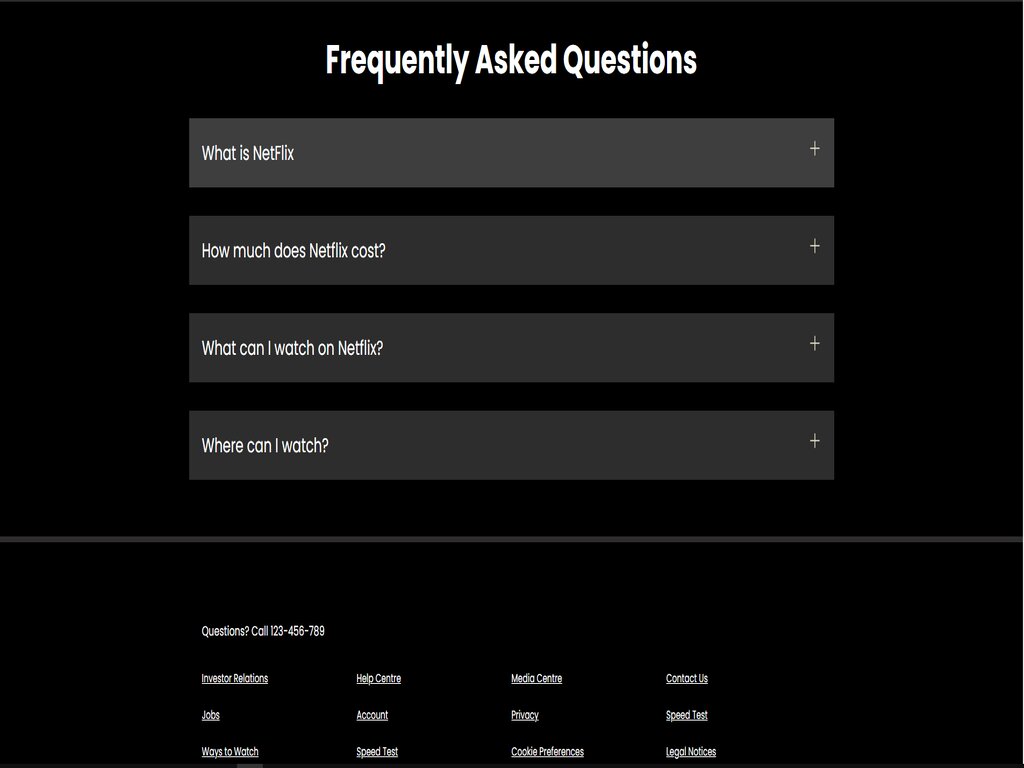 Frequently Asked Questions
What is NetFlix
+
How much does Netflix cost?
+
What can I watch on Netflix?
+
Where can I watch?
+
Questions? Call 123-456-789
Investor Relations Help Centre Media Centre Contact Us
Jobs Account Privacy Speed Test
Ways to Watch Speed Test Cookie Preferences Legal Notices